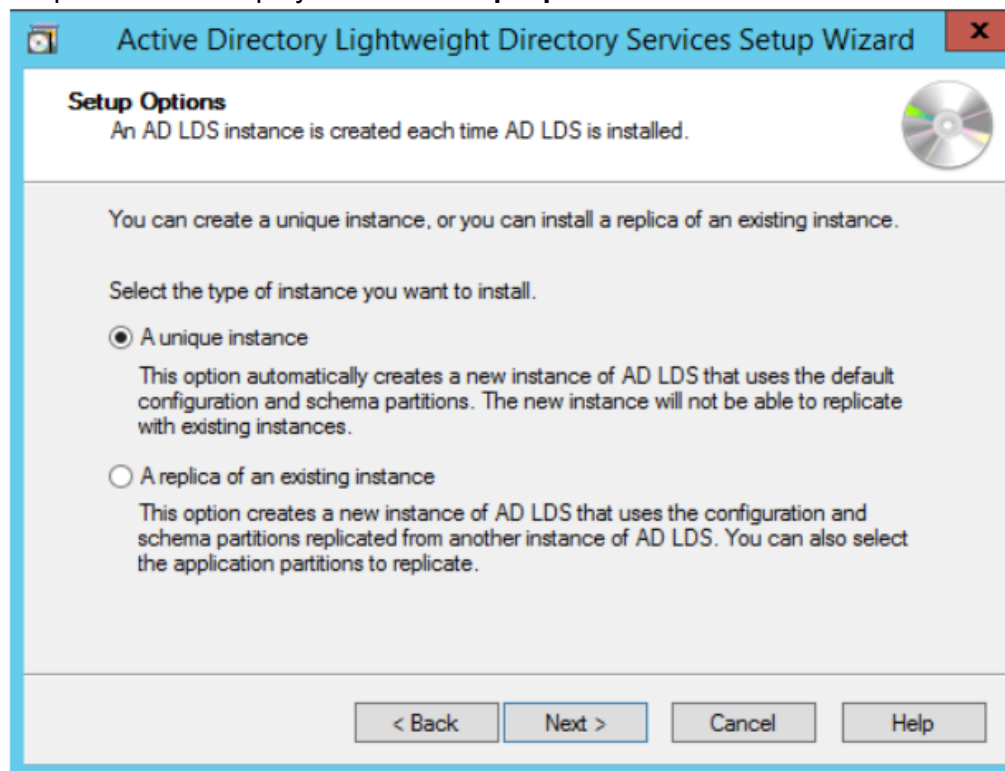 Active Directory Lightweight Directory Services Setup Wizard
x
Setup Options
An AD LDS instance is created each time AD LDS is installed.
You can create a unique instance, or you can install a replica of an existing instance.
Select the type of instance you want to install.
A unique instance
This option automatically creates a new instance of AD LDS that uses the default
configuration and schema partitions. The new instance will not be able to replicate
with existing instances.
A replica of an existing instance
This option creates a new instance of AD LDS that uses the configuration and
schema partitions replicated from another instance of AD LDS. You can also select
the application partitions to replicate.
< Back Next > Cancel Help